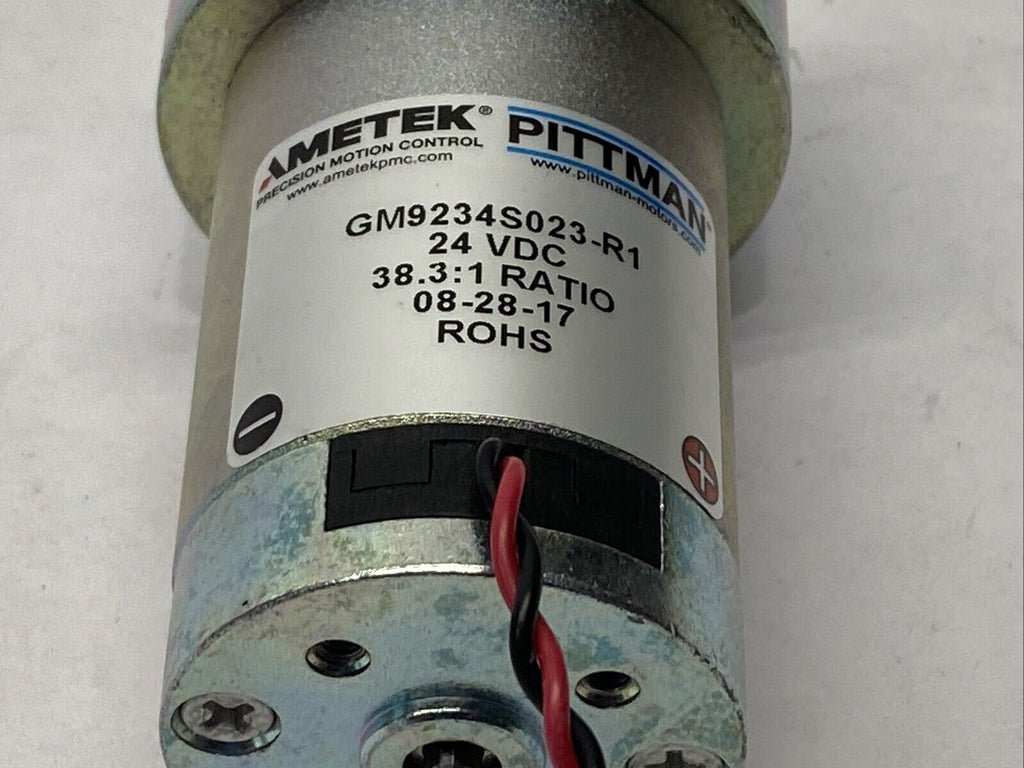 AMETEK®
PRECISION MOTION CONTROL
www.ametekpmc.com
PITTMAN®
www.pittman-motors.com
GM9234S023-R1
24 VDC
38.3:1 RATIO
08-28-17
ROHS